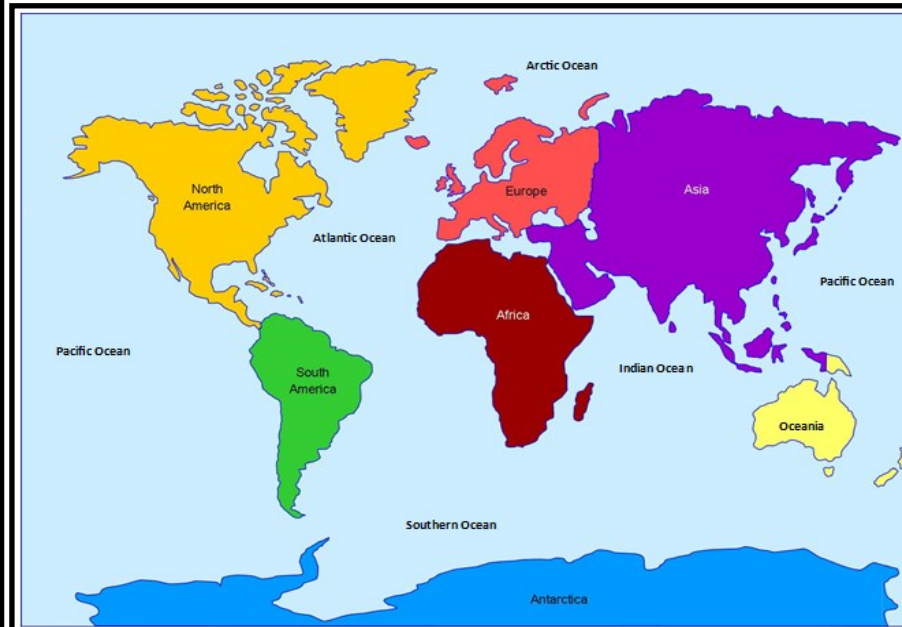 Arctic Ocean
North
America
Europe
Asia
Atlantic Ocean
Pacific Ocean
Africa
Pacific Ocean
Indian Ocean
South
America
Oceania
Southern Ocean
Antarctica